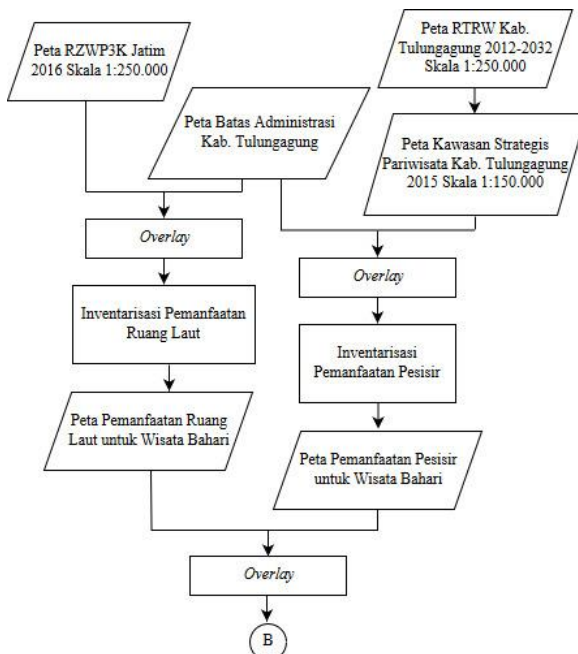 Peta RZWP3K Jatim
2016 Skala 1:250.000
Peta RTRW Kab.
Tulungagung 2012-2032
Skala 1:250.000
Peta Batas Administrasi
Kab. Tulungagung
Peta Kawasan Strategis
Pariwisata Kab. Tulungagung
2015 Skala 1:150.000
Overlay
Overlay
Inventarisasi Pemanfaatan
Ruang Laut
Inventarisasi
Pemanfaatan Pesisir
Peta Pemanfaatan Ruang
Laut untuk Wisata Bahari
Peta Pemanfaatan Pesisir
untuk Wisata Bahari
Overlay
B